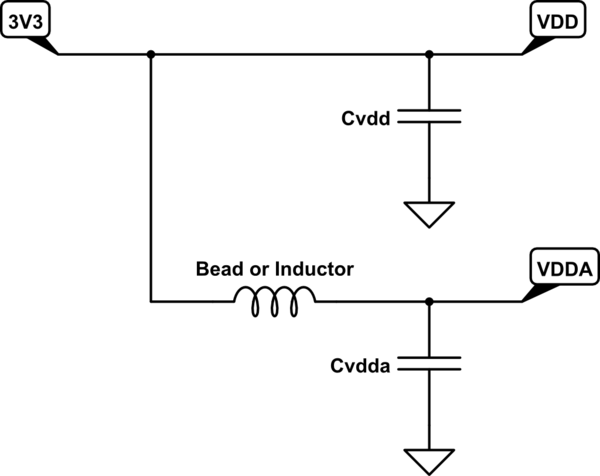 3V3
VDD
Cvdd
Bead or Inductor
VDDA
Cvdda